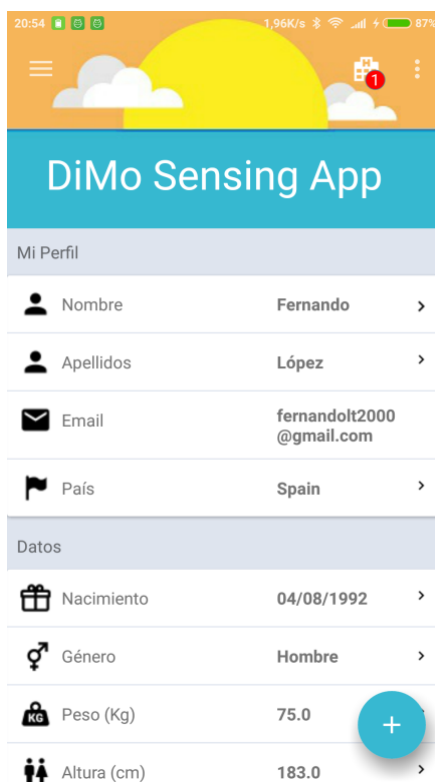 20:54 1,96K/s 87%
H
1
DiMo Sensing App
Mi Perfil
Nombre Fernando
Apellidos López
Email fernandolt2000
@gmail.com
País Spain
Datos
Nacimiento 04/08/1992
Género Hombre
KG Peso (Kg) 75.0
+
Altura (cm) 183.0